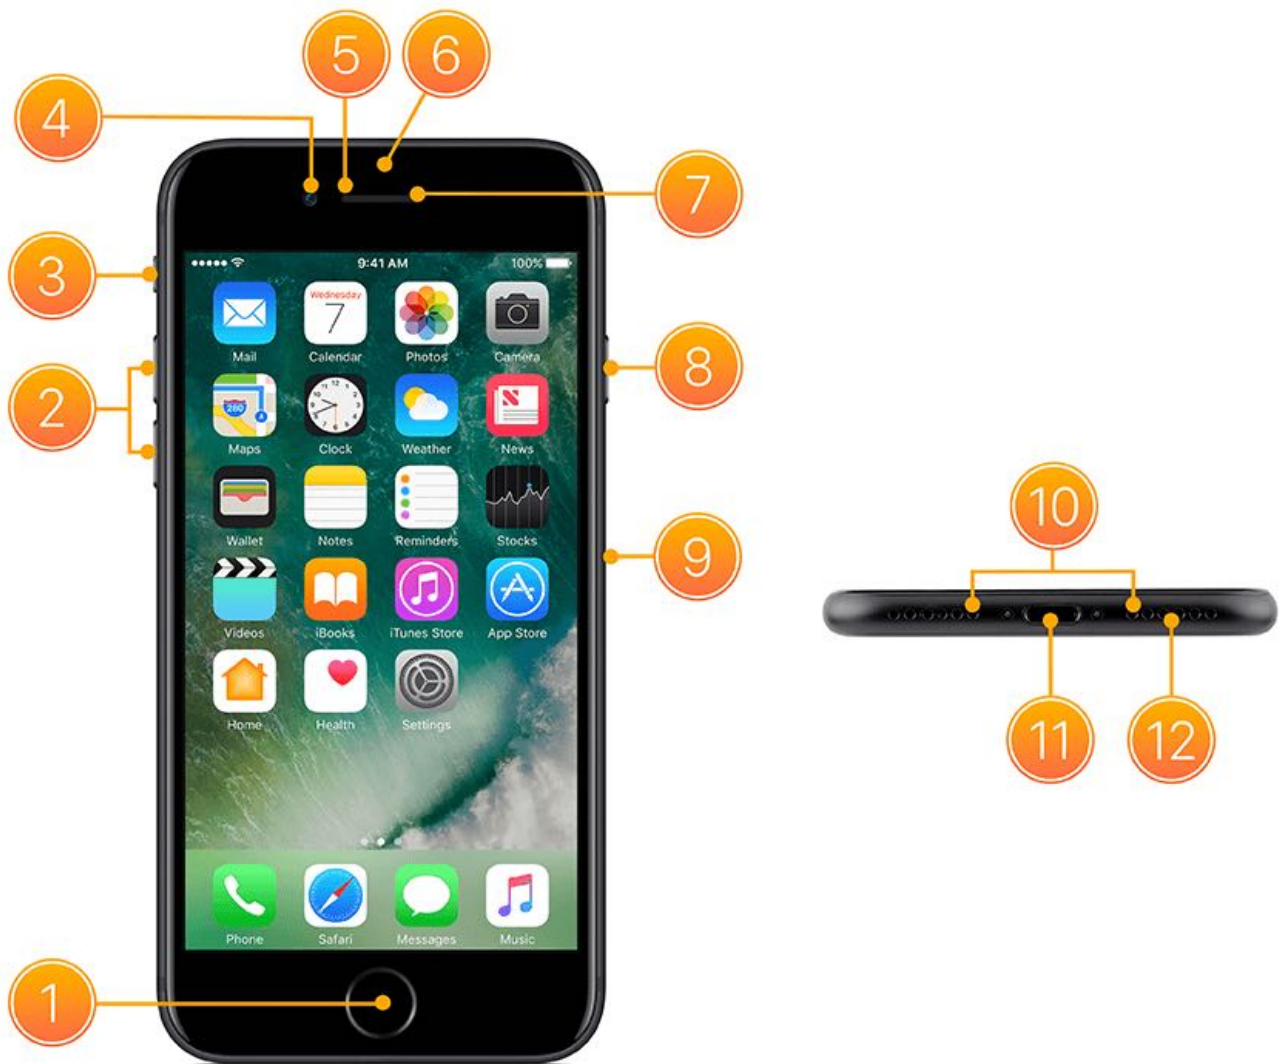 5 6
4
7
3
9:41 AM 100%
Wednesday
7
Mail Calendar Photos Camera
8
2
280
12
Maps Clock Weather News
10
Wallet Notes Reminders Stocks
9
Videos iBooks iTunes Store App Store
11 12
Home Health Settings
Phone Safari Messages Music
1